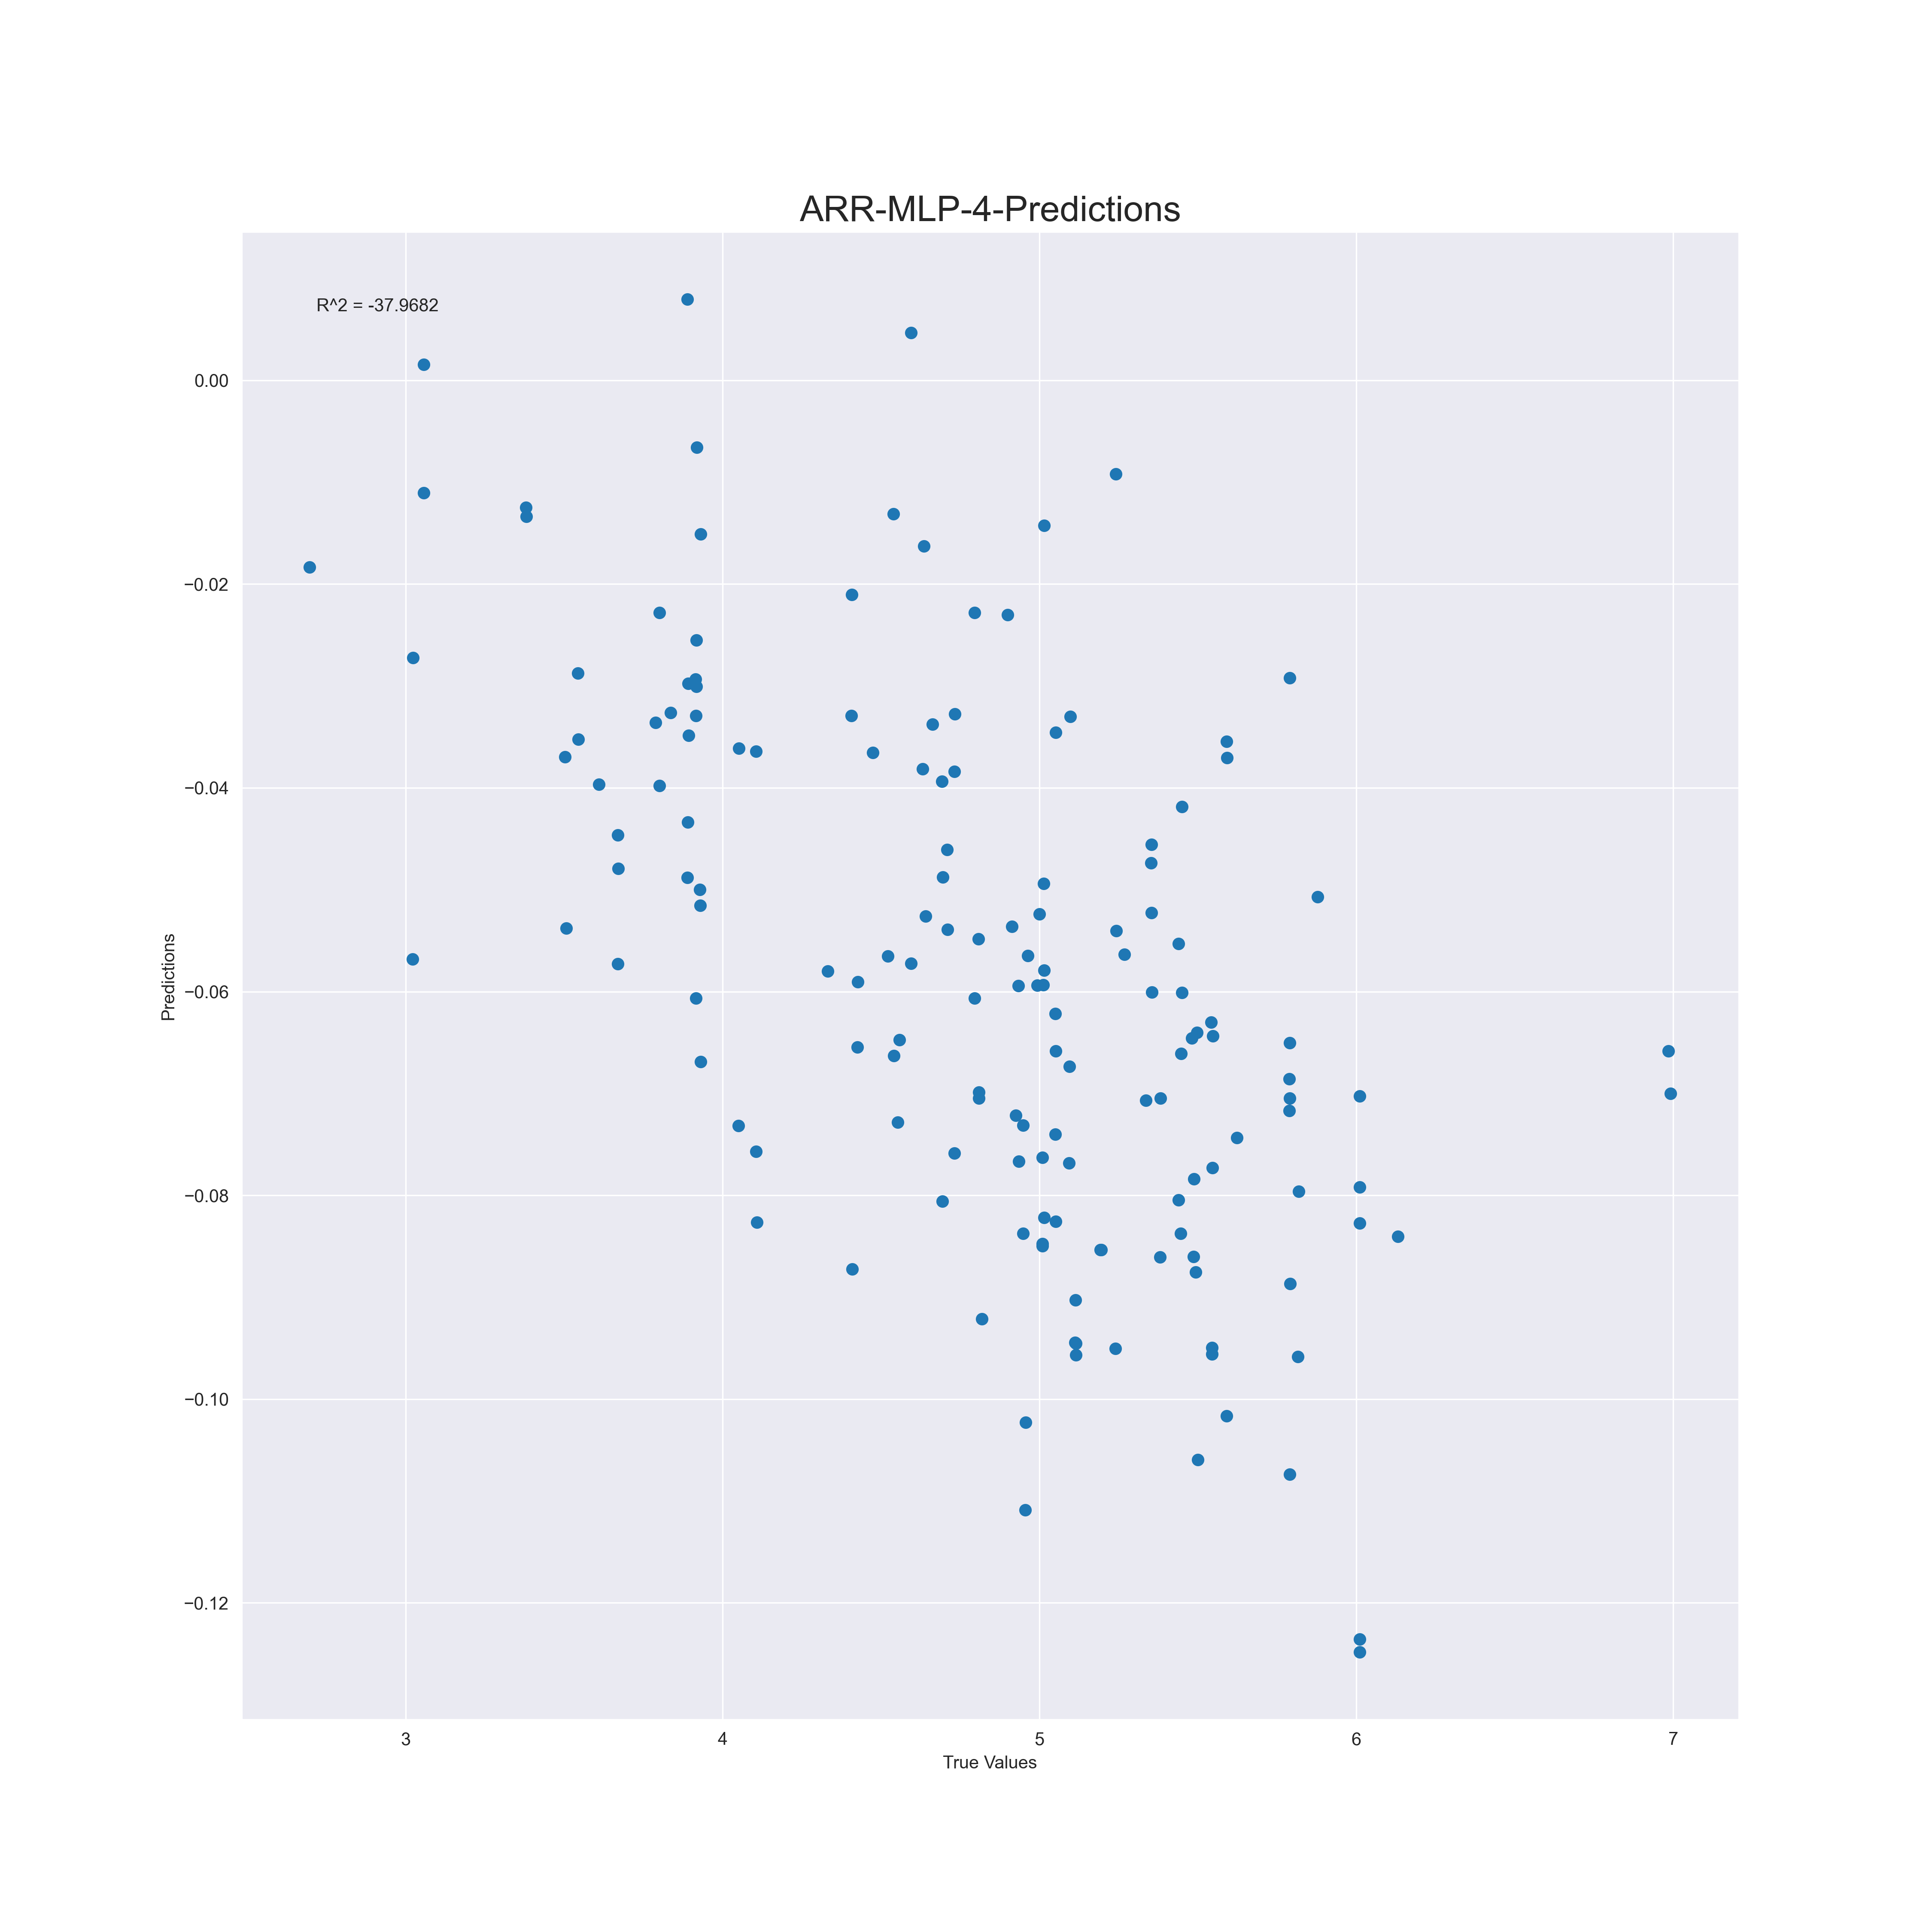 ARR-MLP-4-Predictions
R^2 = -37.9682
0.00
−0.02
−0.04
−0.06
−0.08
−0.10
−0.12
Predictions
3 4 5 6 7
True Values